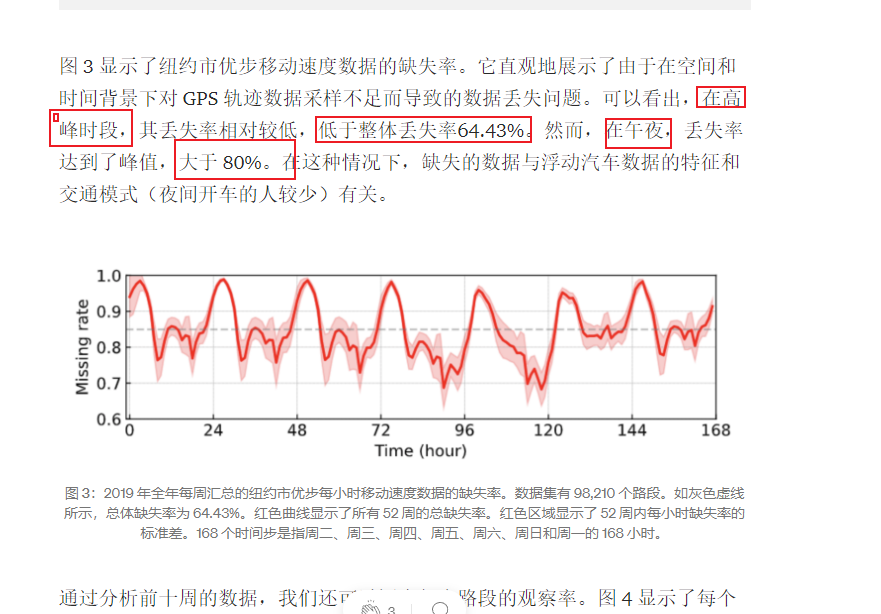 图 3 显示了纽约市优步移动速度数据的缺失率。它直观地展示了由于在空间和
时间背景下对 GPS 轨迹数据采样不足而导致的数据丢失问题。可以看出，在高
峰时段，其丢失率相对较低，低于整体丢失率64.43%。然而，在午夜，丢失率
达到了峰值，大于 80%。在这种情况下，缺失的数据与浮动汽车数据的特征和
交通模式（夜间开车的人较少）有关。
1.0
0.9
0.8
0.7
0.6
Missing rate
0 24 48 72 96 120 144 168
Time (hour)
图 3：2019 年全年每周汇总的纽约市优步每小时移动速度数据的缺失率。数据集有 98,210 个路段。如灰色虚线
所示，总体缺失率为 64.43%。红色曲线显示了所有 52 周的总缺失率。红色区域显示了 52 周内每小时缺失率的
标准差。168 个时间步是指周二、周三、周四、周五、周六、周日和周一的 168 小时。
通过分析前十周的数据，我们还可 路段的观察率。图 4 显示了每个
3